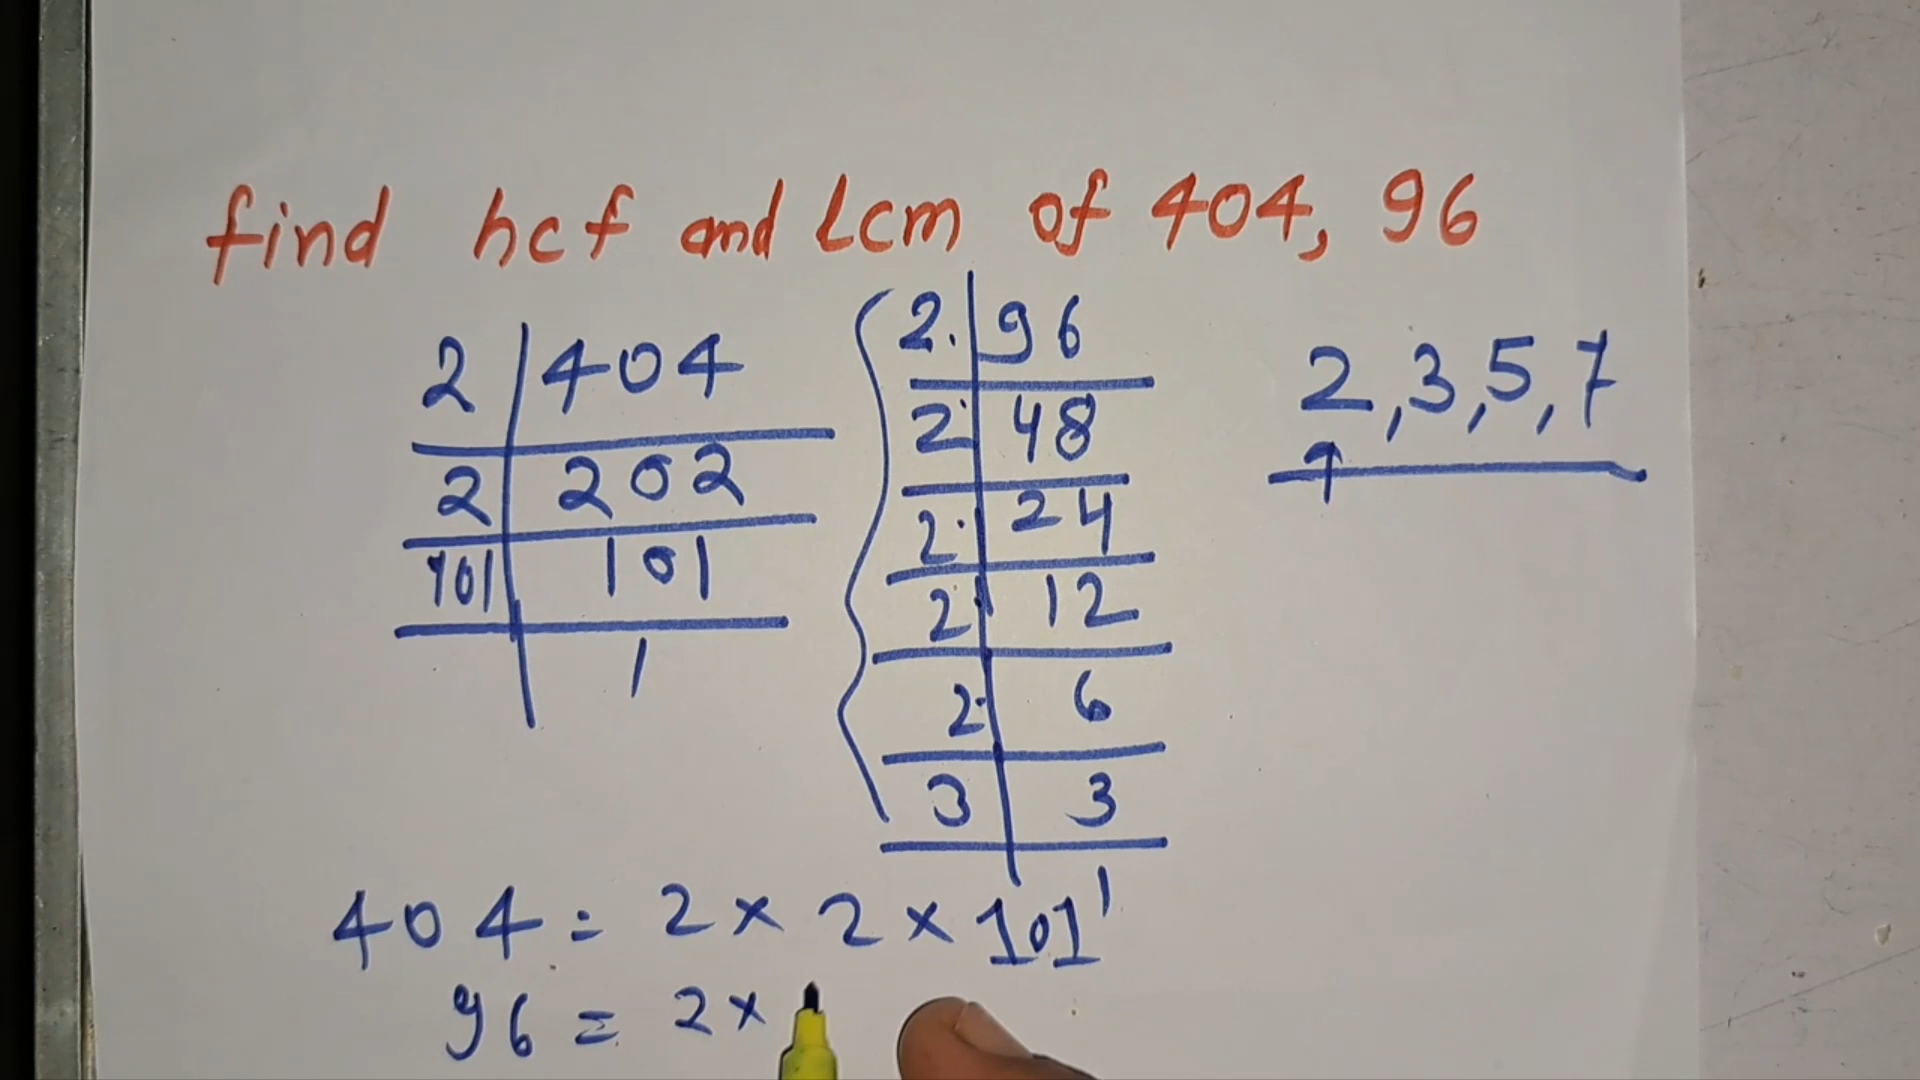 find hcf and Lcm of 404, 96
2 | 404
2 | 202
101 | 101
1
2 . | 96
2 . | 48
2 . | 24
2 . | 12
2 . | 6
3 | 3
1
2,3,5,7
↑
404 = 2 × 2 × 101
96 = 2 ×